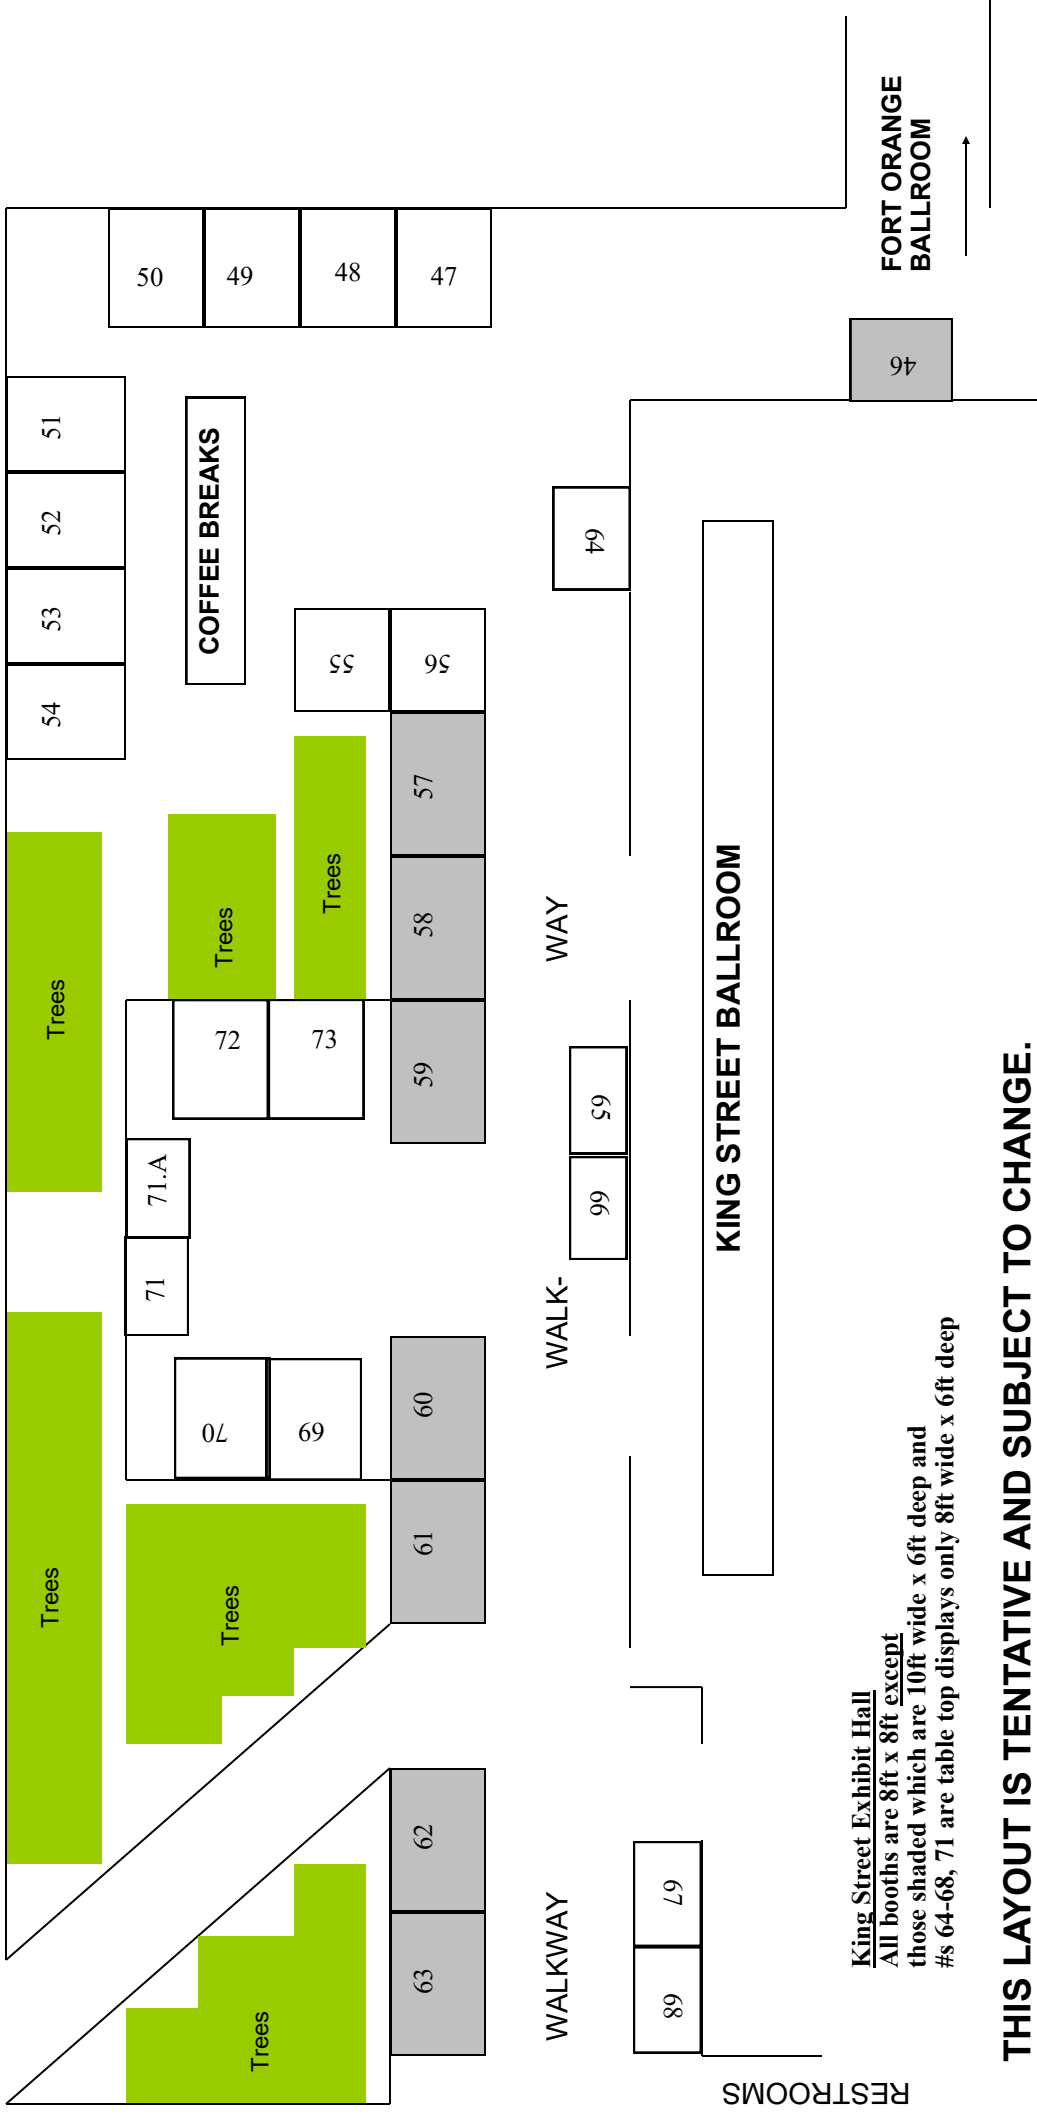 FORT ORANGE
BALLROOM
50
49
48
47
46
51
52
53
54
COFFEE BREAKS
55
56
57
58
59
64
Trees
Trees
Trees
72
73
71.A
71
65
66
WALK-
WAY
KING STREET BALLROOM
70
69
60
61
Trees
Trees
62
63
Trees
WALKWAY
67
68
RESTROOMS
King Street Exhibit Hall
All booths are 8ft x 8ft except
those shaded which are 10ft wide x 6ft deep and
#s 64-68, 71 are table top displays only 8ft wide x 6ft deep
THIS LAYOUT IS TENTATIVE AND SUBJECT TO CHANGE.